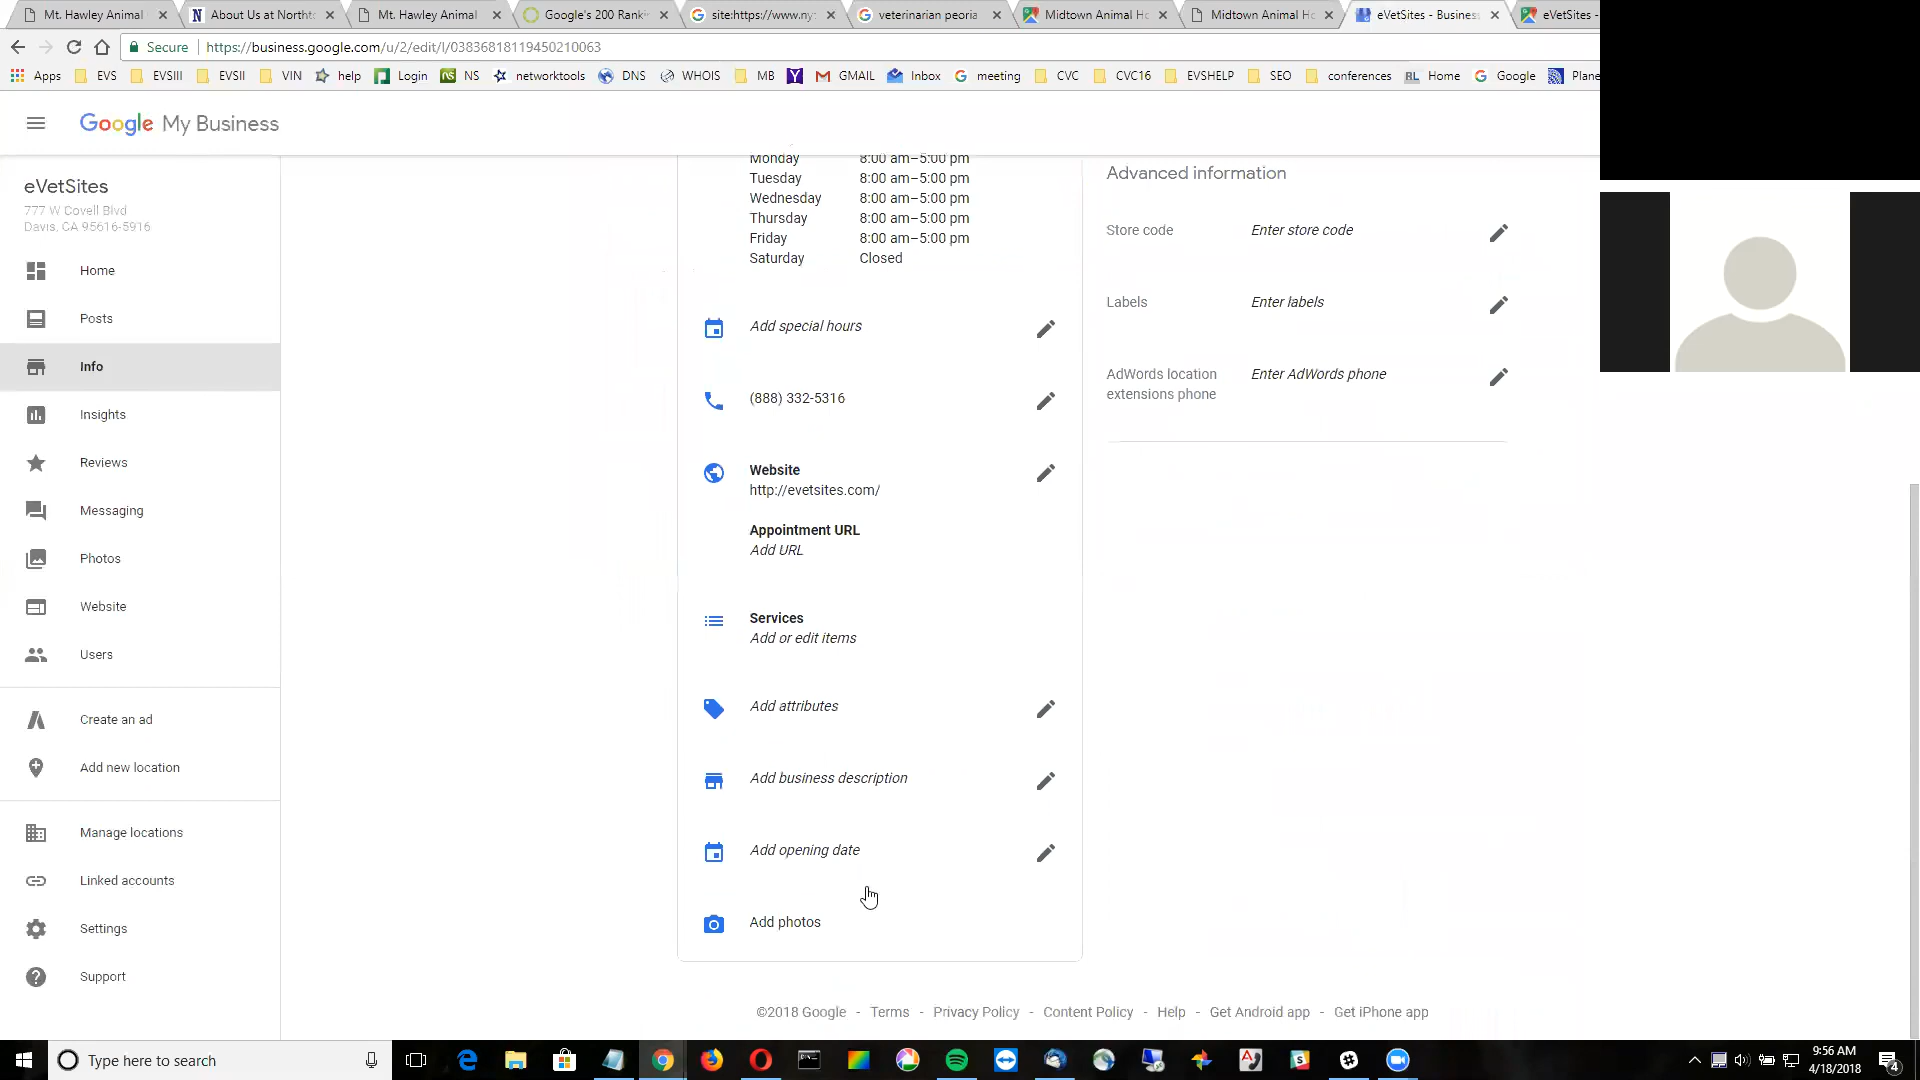 Mt. Hawley Animal
About Us at Northt
Mt. Hawley Animal
Google's 200 Ranki
site:https://www.ny
veterinarian peoria
Midtown Animal Ho
Midtown Animal Ho
eVetSites - Business
eVetSites -
Secure
https://business.google.com/u/2/edit/l/03836818119450210063
Apps
EVS
EVSIII
EVSII
VIN
help
Login
NS
networktools
DNS
WHOIS
MB
GMAIL
Inbox
meeting
CVC
CVC16
EVSHELP
SEO
conferences
RL Home
Google
Plane
Google My Business
eVetSites
777 W Covell Blvd
Davis, CA 95616-5916
Home
Posts
Info
Insights
Reviews
Messaging
Photos
Website
Users
Create an ad
Add new location
Manage locations
Linked accounts
Settings
Support
Monday 8:00 am–5:00 pm
Tuesday 8:00 am–5:00 pm
Wednesday 8:00 am–5:00 pm
Thursday 8:00 am–5:00 pm
Friday 8:00 am–5:00 pm
Saturday Closed
Add special hours
(888) 332-5316
Website
http://evetsites.com/
Appointment URL
Add URL
Services
Add or edit items
Add attributes
Add business description
Add opening date
Add photos
Advanced information
Store code Enter store code
Labels Enter labels
AdWords location Enter AdWords phone
extensions phone
©2018 Google - Terms - Privacy Policy - Content Policy - Help - Get Android app - Get iPhone app
Type here to search
9:56 AM
4/18/2018
4